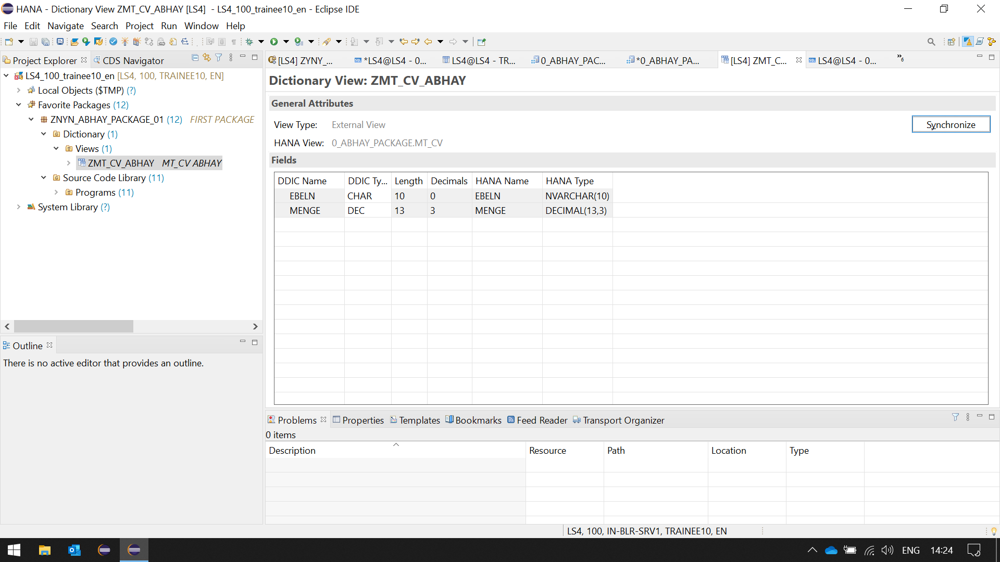 HANA - Dictionary View ZMT_CV_ABHAY [LS4]  - LS4_100_trainee10_en - Eclipse IDE
File Edit Navigate Search Project Run Window Help
Project Explorer
CDS Navigator
LS4_100_trainee10_en [LS4, 100, TRAINEE10, EN]
Local Objects ($TMP) (?)
Favorite Packages (12)
ZNYN_ABHAY_PACKAGE_01 (12) FIRST PACKAGE
Dictionary (1)
Views (1)
ZMT_CV_ABHAY MT_CV ABHAY
Source Code Library (11)
Programs (11)
System Library (?)
Outline
There is no active editor that provides an outline.
[LS4] ZYNY_... *LS4@LS4 - 0... LS4@LS4 - TR... 0_ABHAY_PAC... *0_ABHAY_PA... [LS4] ZMT_C... LS4@LS4 - 0... »6
Dictionary View: ZMT_CV_ABHAY
General Attributes
View Type: External View
Synchronize
HANA View: 0_ABHAY_PACKAGE.MT_CV
Fields
DDIC Name DDIC Ty... Length Decimals HANA Name HANA Type
EBELN CHAR 10 0 EBELN NVARCHAR(10)
MENGE DEC 13 3 MENGE DECIMAL(13,3)
Problems Properties Templates Bookmarks Feed Reader Transport Organizer
0 items
Description Resource Path Location Type
LS4, 100, IN-BLR-SRV1, TRAINEE10, EN
ENG 14:24